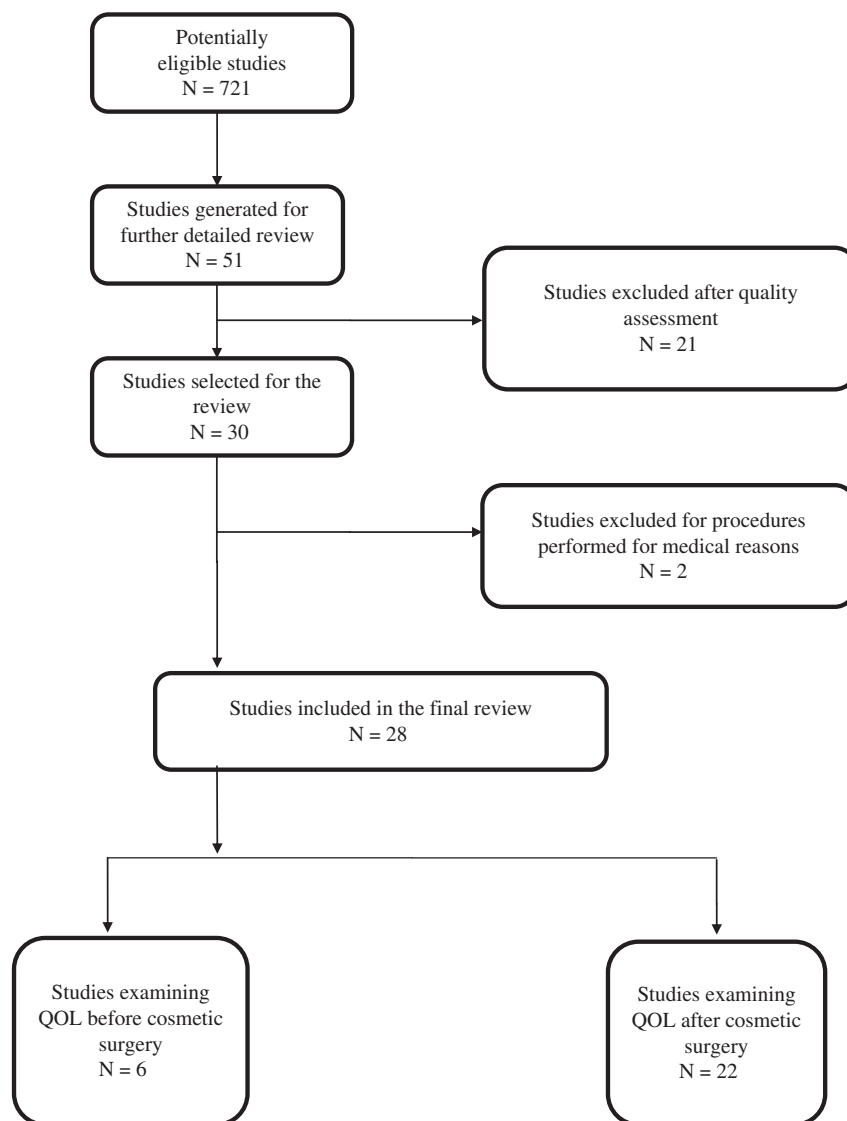 Potentially
eligible studies
N = 721
Studies generated for
further detailed review
N = 51
Studies excluded after quality
assessment
N = 21
Studies selected for the
review
N = 30
Studies excluded for procedures
performed for medical reasons
N = 2
Studies included in the final review
N = 28
Studies examining
QOL before cosmetic
surgery
N = 6
Studies examining
QOL after cosmetic
surgery
N = 22